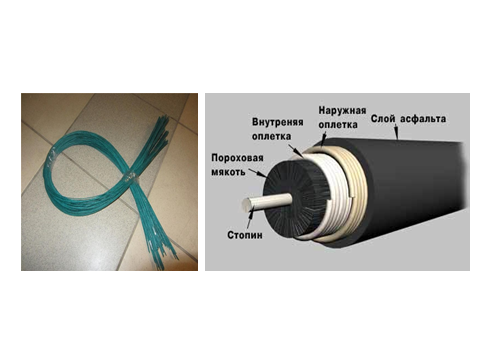 Наружная
оплетка
Слой асфальта
Внутреняя
оплетка
Пороховая
мякоть
Стопин